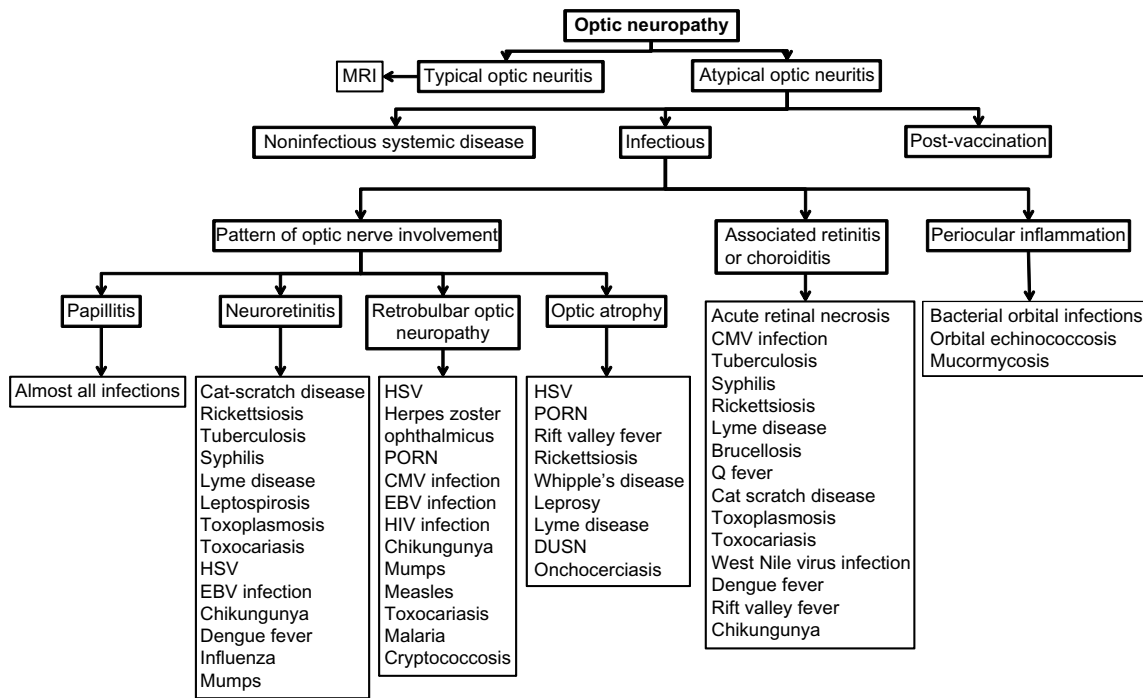 Optic neuropathy
MRI
Typical optic neuritis
Atypical optic neuritis
Noninfectious systemic disease
Infectious
Post-vaccination
Pattern of optic nerve involvement
Associated retinitis
or choroiditis
Periocular inflammation
Papillitis
Neuroretinitis
Retrobulbar optic
neuropathy
Optic atrophy
Almost all infections
Cat-scratch disease
Rickettsiosis
Tuberculosis
Syphilis
Lyme disease
Leptospirosis
Toxoplasmosis
Toxocariasis
HSV
EBV infection
Chikungunya
Dengue fever
Influenza
Mumps
HSV
Herpes zoster
ophthalmicus
PORN
CMV infection
EBV infection
HIV infection
Chikungunya
Mumps
Measles
Toxocariasis
Malaria
Cryptococcosis
HSV
PORN
Rift valley fever
Rickettsiosis
Whipple's disease
Leprosy
Lyme disease
DUSN
Onchocerciasis
Acute retinal necrosis
CMV infection
Tuberculosis
Syphilis
Rickettsiosis
Lyme disease
Brucellosis
Q fever
Cat scratch disease
Toxoplasmosis
Toxocariasis
West Nile virus infection
Dengue fever
Rift valley fever
Chikungunya
Bacterial orbital infections
Orbital echinococcosis
Mucormycosis